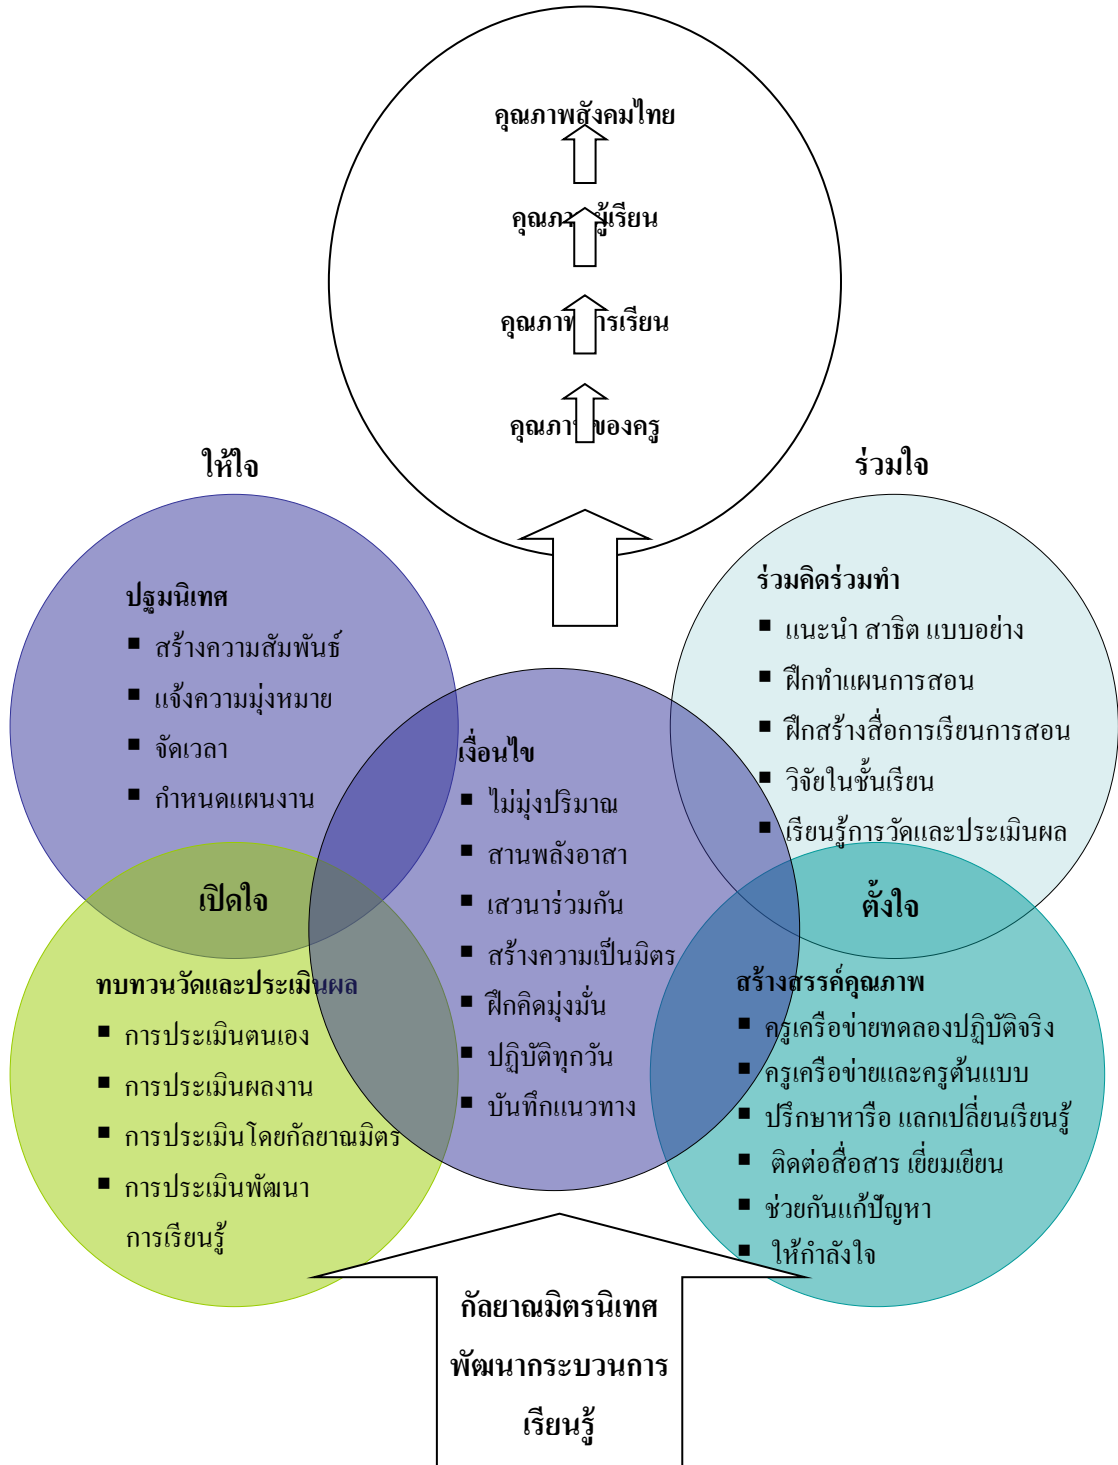 คุณภาพสังคมไทย
คุณภาพผู้เรียน
คุณภาพการเรียน
คุณภาพของครู
ให้ใจ
ร่วมใจ
ปฐมนิเทศ
▪ สร้างความสัมพันธ์
▪ แจ้งความมุ่งหมาย
▪ จัดเวลา
▪ กำหนดแผนงาน
ร่วมคิดร่วมทำ
▪ แนะนำ สาธิต แบบอย่าง
▪ ฝึกทำแผนการสอน
▪ ฝึกสร้างสื่อการเรียนการสอน
▪ วิจัยในชั้นเรียน
▪ เรียนรู้การวัดและประเมินผล
เงื่อนไข
▪ ไม่มุ่งปริมาณ
▪ สานพลังอาสา
▪ เสวนาร่วมกัน
▪ สร้างความเป็นมิตร
▪ ฝึกคิดมุ่งมั่น
▪ ปฏิบัติทุกวัน
▪ บันทึกแนวทาง
เปิดใจ
ทบทวนวัดและประเมินผล
▪ การประเมินตนเอง
▪ การประเมินผลงาน
▪ การประเมินโดยกัลยาณมิตร
▪ การประเมินพัฒนา
การเรียนรู้
ตั้งใจ
สร้างสรรค์คุณภาพ
▪ ครูเครือข่ายทดลองปฏิบัติจริง
▪ ครูเครือข่ายและครูต้นแบบ
▪ ปรึกษาหารือ แลกเปลี่ยนเรียนรู้
▪ ติดต่อสื่อสาร เยี่ยมเยียน
▪ ช่วยกันแก้ปัญหา
▪ ให้กำลังใจ
กัลยาณมิตรนิเทศ
พัฒนากระบวนการ
เรียนรู้